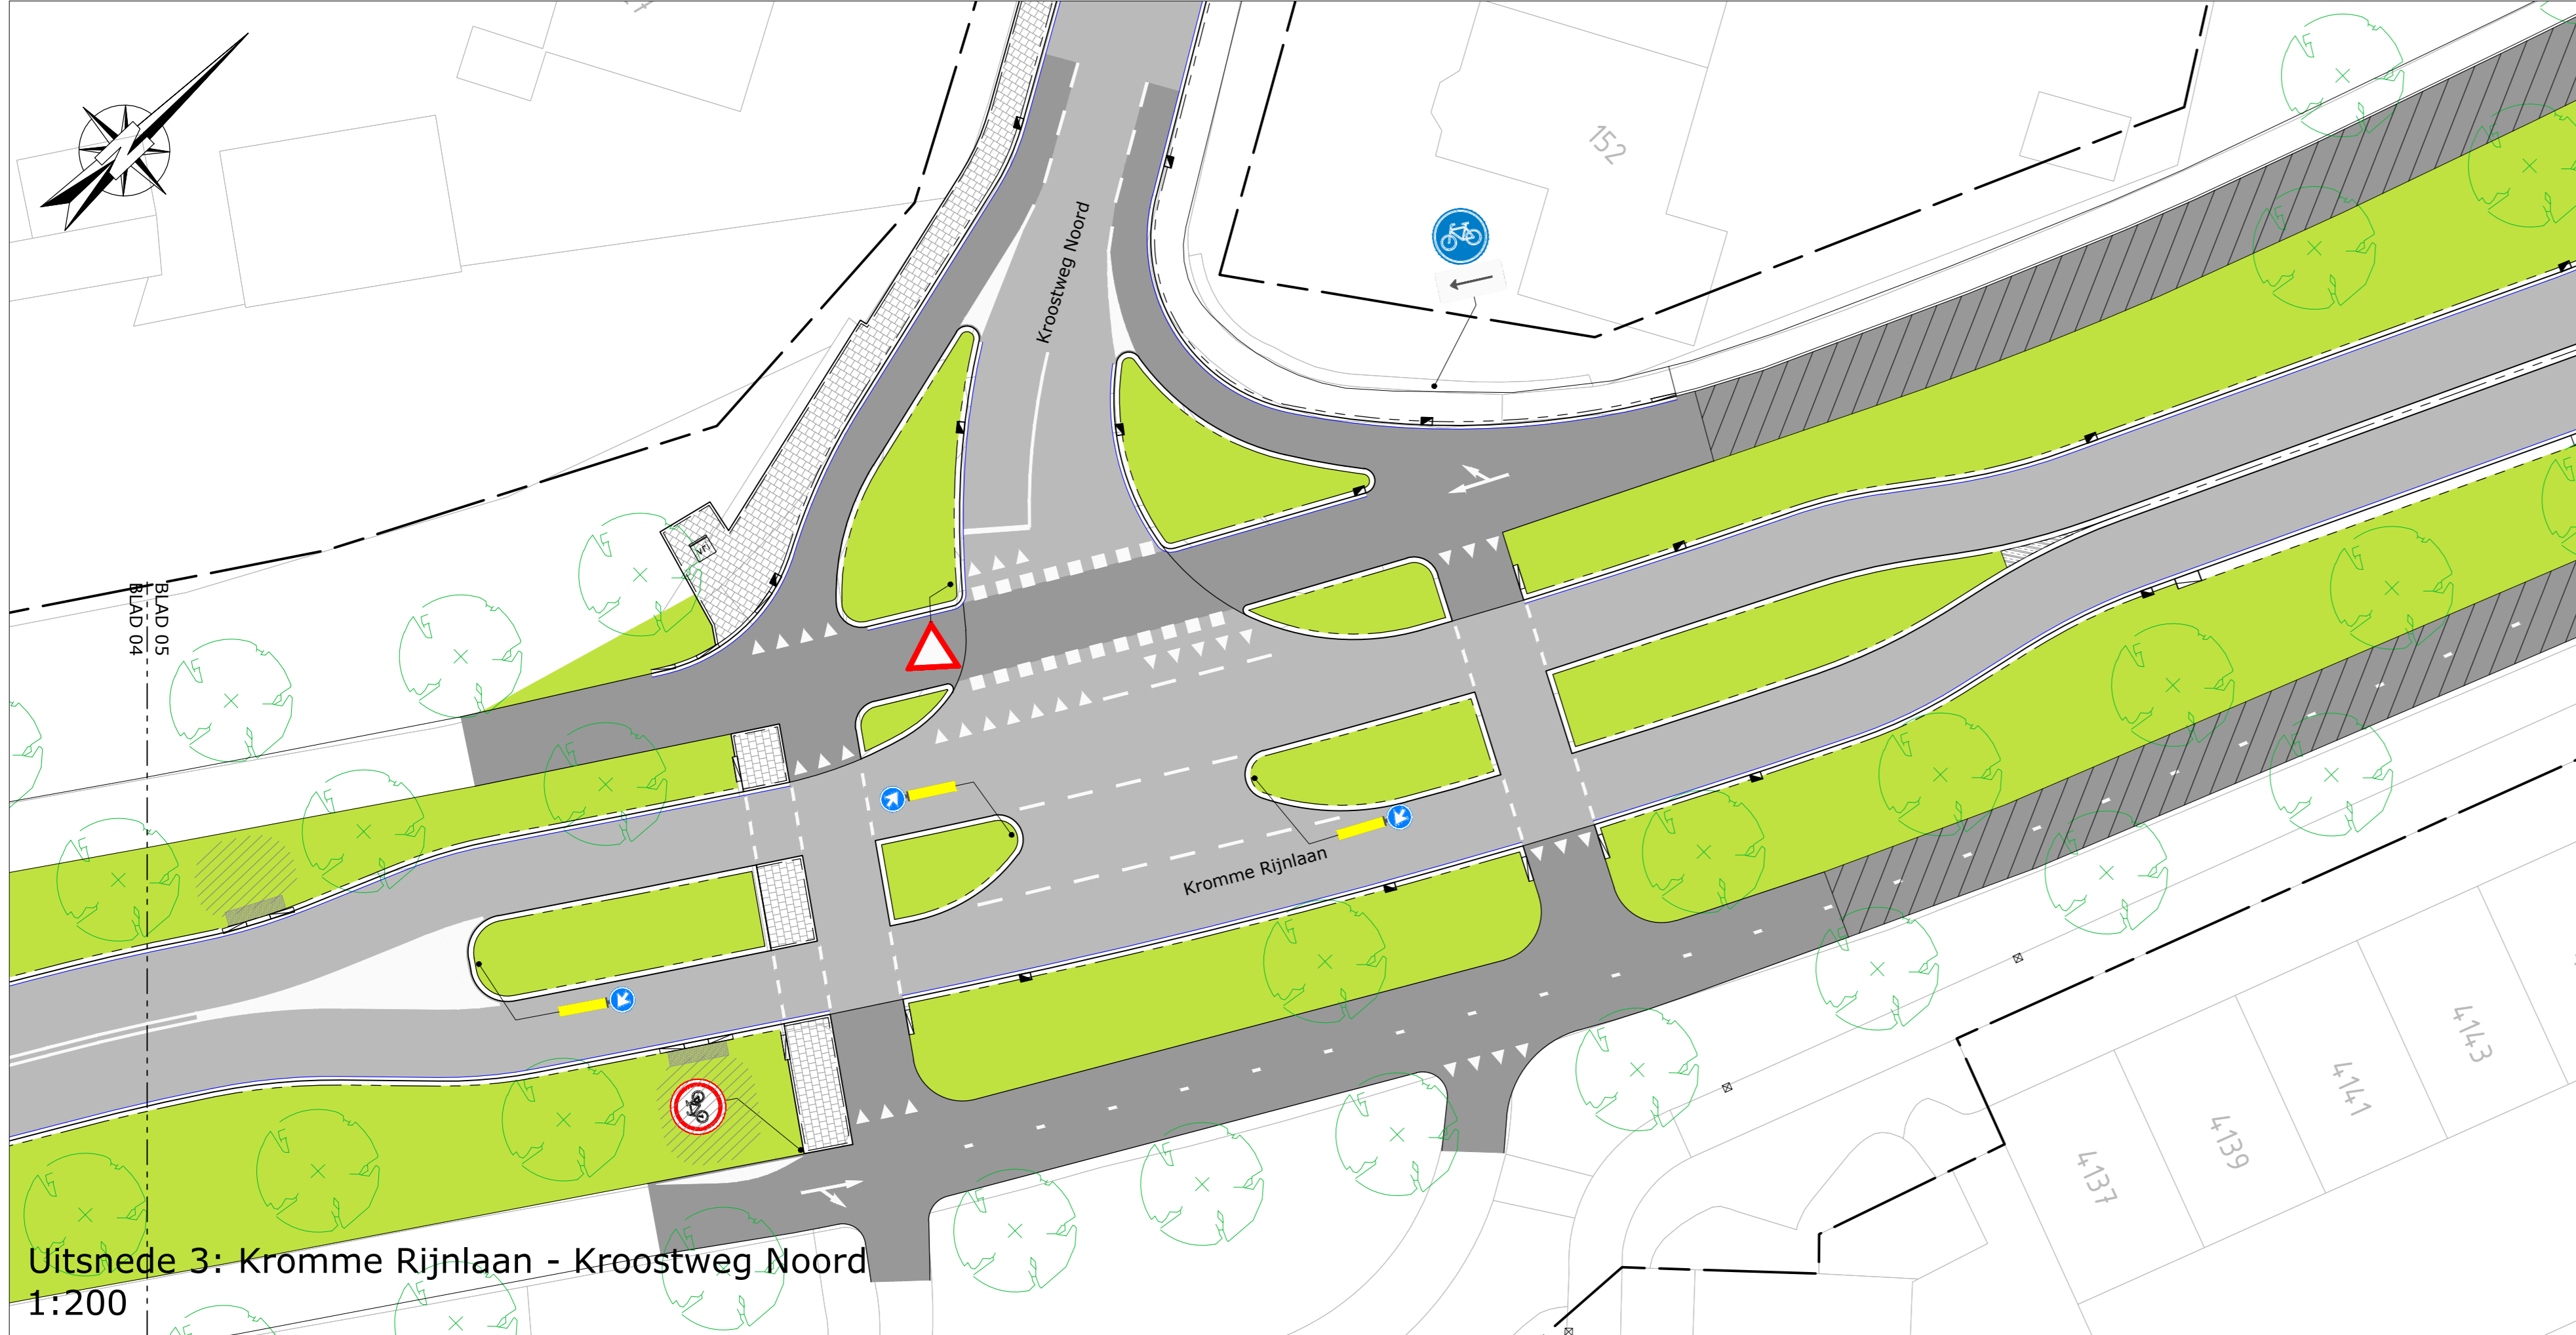 152
Kroostweg Noord
vri
BLAD 05
BLAD 04
Kromme Rijnlaan
4143
4141
4139
4137
Uitsnede 3: Kromme Rijnlaan - Kroostweg Noord
1:200